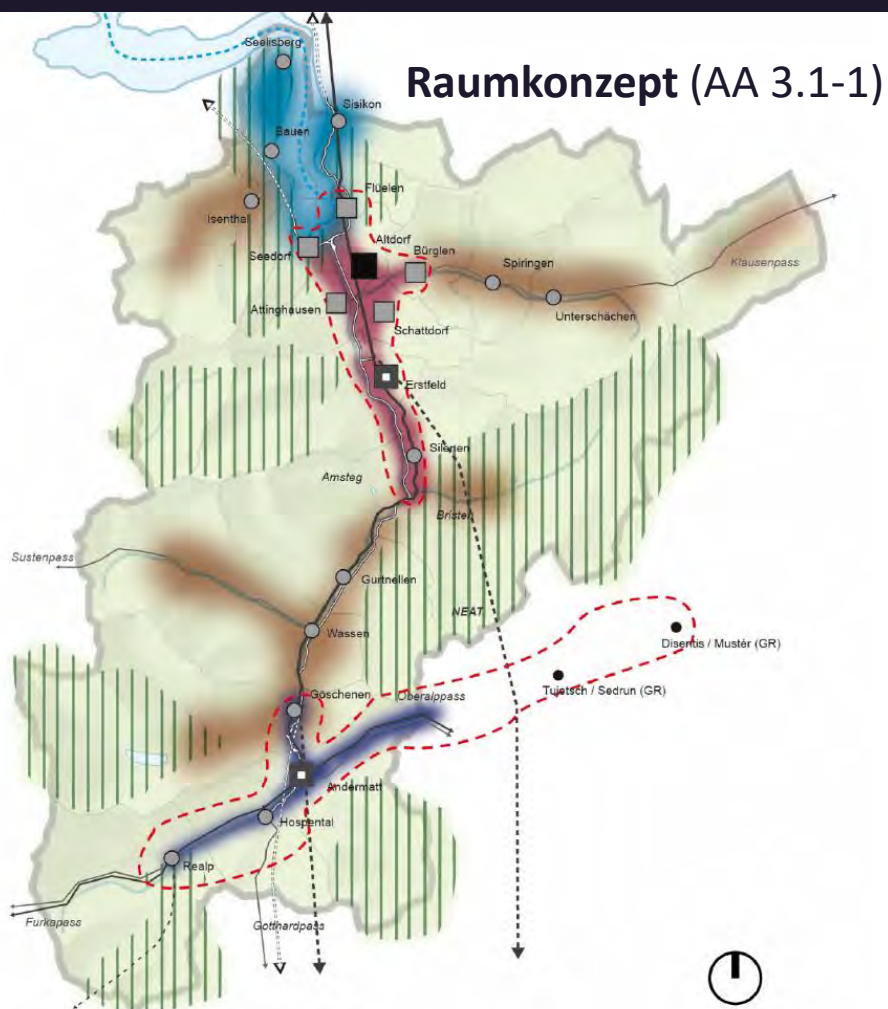 Raumkonzept (AA 3.1-1)
Seelisberg
Sisikon
Bauen
Flüelen
Isenthal
Altdorf
Seedorf
Bürglen
Spiringen
Klausenpass
Attinghausen
Unterschächen
Schattdorf
Erstfeld
Silenen
Amsteg
Bristen
Sustenpass
Gurtnellen
NEAT
Wassen
Disentis / Mustér (GR)
Tujetsch / Sedrun (GR)
Göschenen
Oberalppass
Andermatt
Hospental
Realp
Furkapass
Gotthardpass